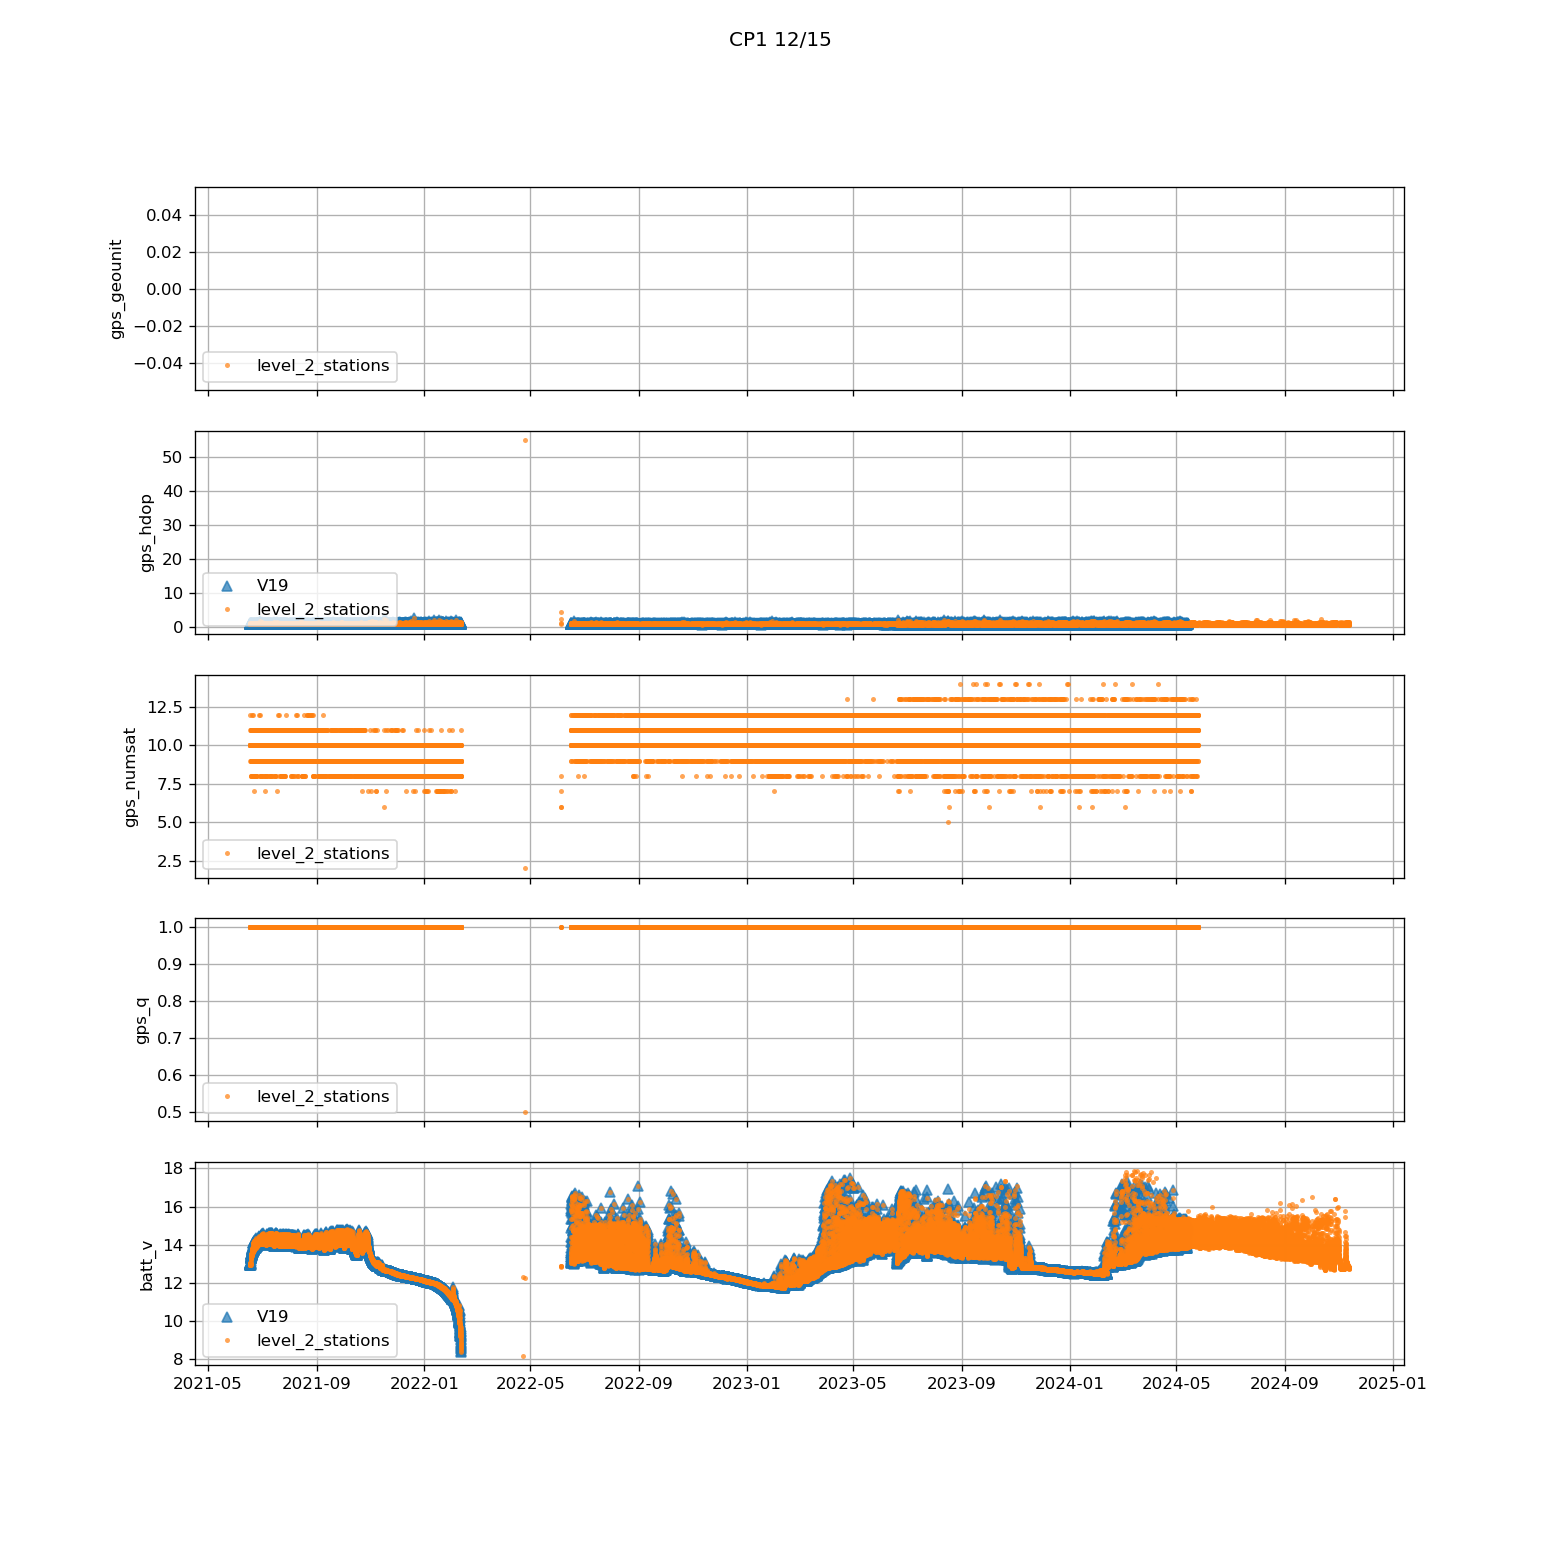 CP1 12/15
0.04
0.02
0.00
−0.02
−0.04
gps_geounit
level_2_stations
50
40
30
20
10
0
gps_hdop
V19
level_2_stations
12.5
10.0
7.5
5.0
2.5
gps_numsat
level_2_stations
1.0
0.9
0.8
0.7
0.6
0.5
gps_q
level_2_stations
18
16
14
12
10
8
batt_v
V19
level_2_stations
2021-05 2021-09 2022-01 2022-05 2022-09 2023-01 2023-05 2023-09 2024-01 2024-05 2024-09 2025-01